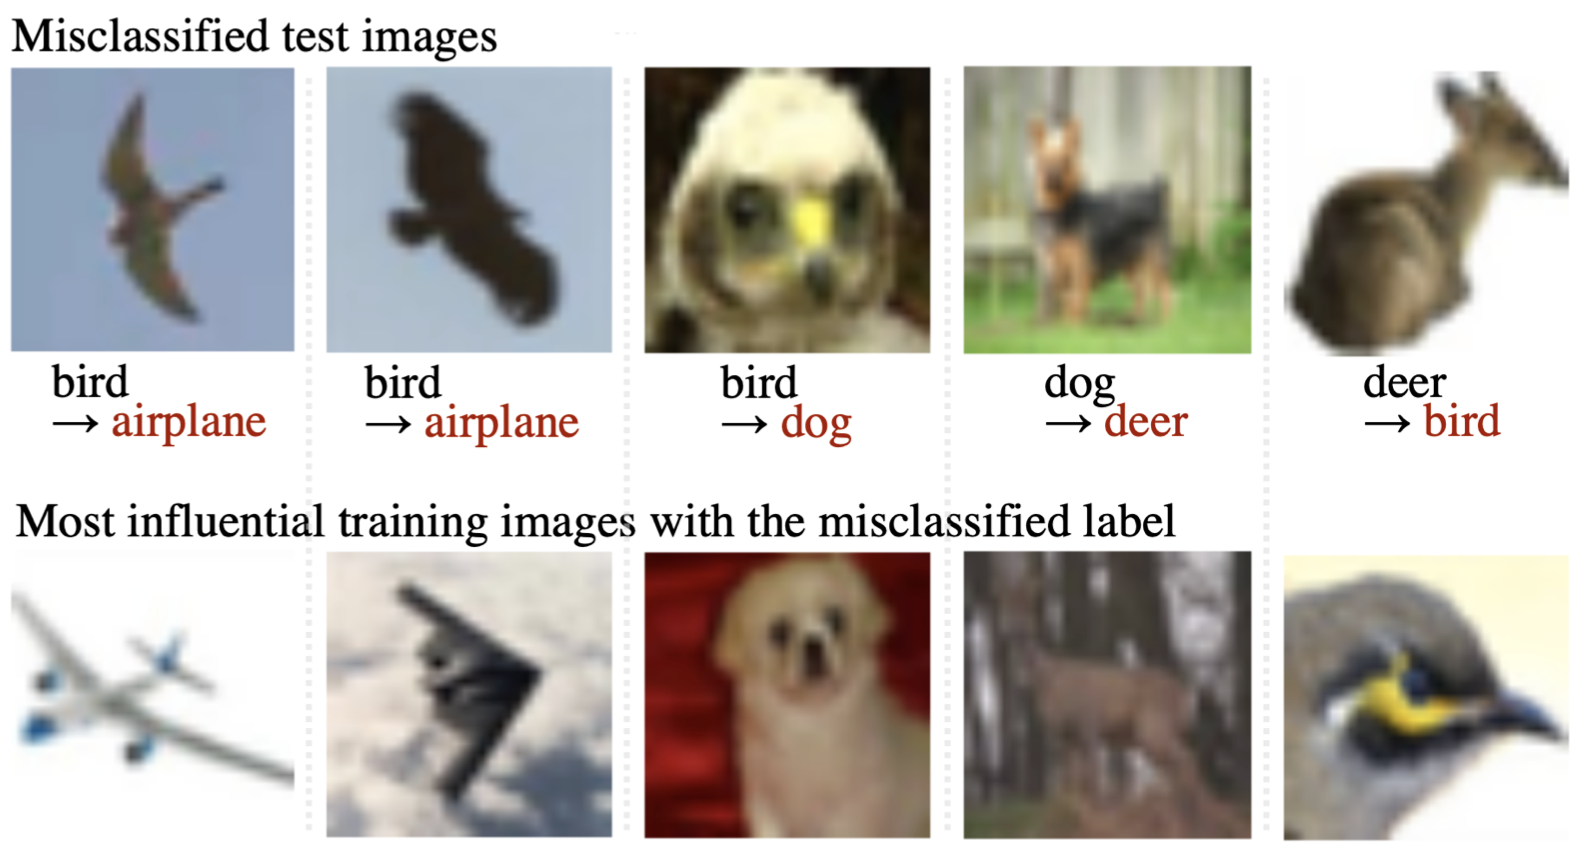 Misclassified test images
bird
→ airplane
bird
→ airplane
bird
→ dog
dog
→ deer
deer
→ bird
Most influential training images with the misclassified label